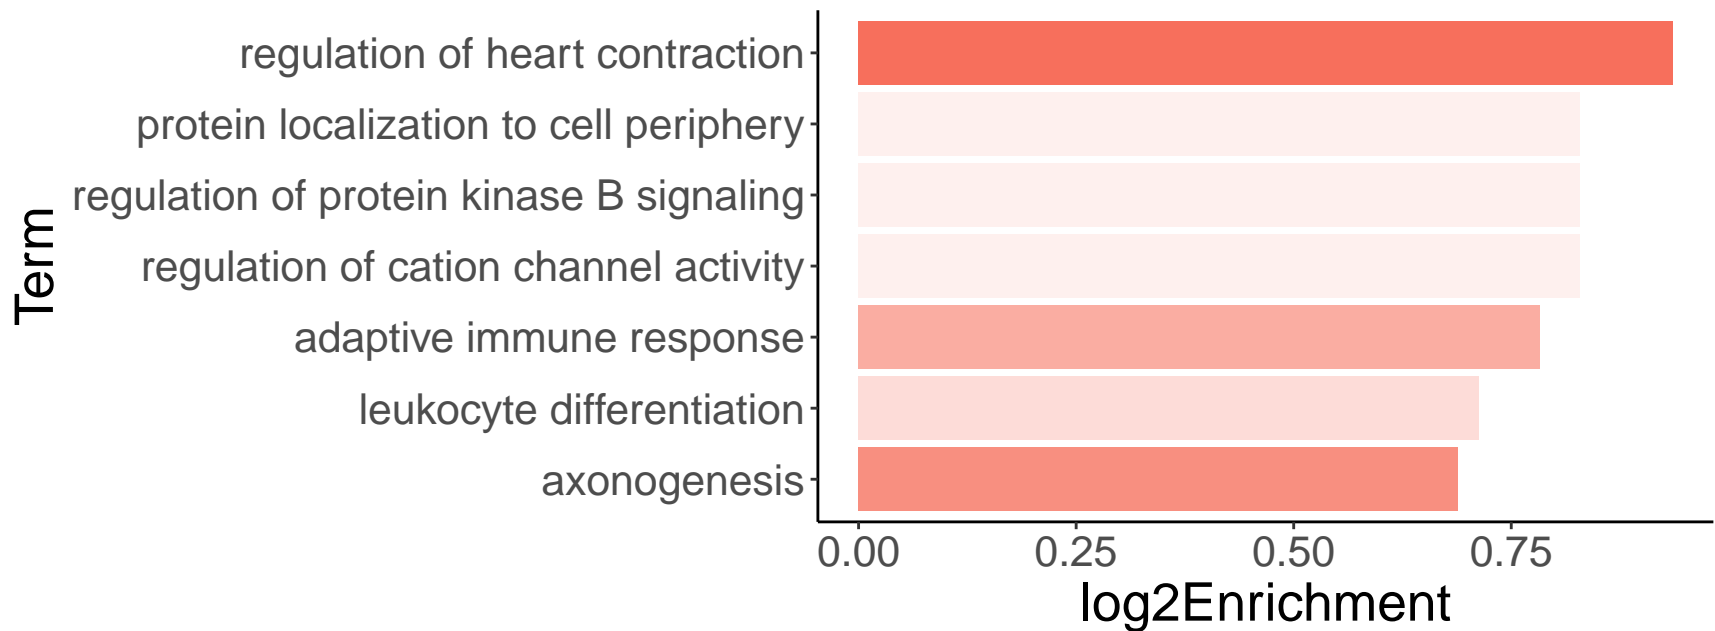 regulation of heart contraction
protein localization to cell periphery
regulation of protein kinase B signaling
regulation of cation channel activity
adaptive immune response
leukocyte differentiation
axonogenesis
Term
0.00 0.25 0.50 0.75
log2Enrichment